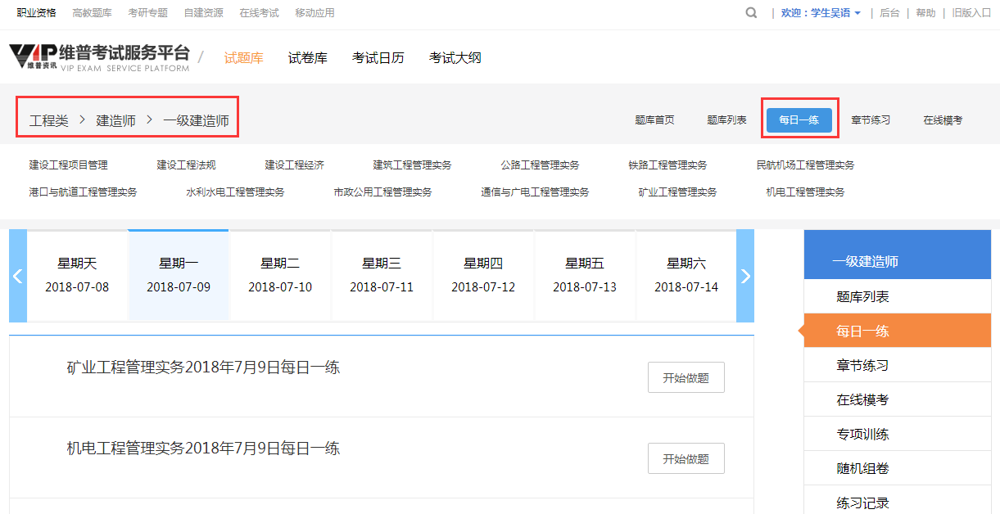 职业资格 高教题库 考研专题 自建资源 在线考试 移动应用 | 欢迎：学生吴语 | 后台 | 帮助 | 旧版入口
VIP 维普资讯 维普考试服务平台 / 试题库 试卷库 考试日历 考试大纲
VIP EXAM SERVICE PLATFORM
工程类 > 建造师 > 一级建造师 题库首页 题库列表 每日一练 章节练习 在线模考
建设工程项目管理 建设工程法规 建设工程经济 建筑工程管理实务 公路工程管理实务 铁路工程管理实务 民航机场工程管理实务
港口与航道工程管理实务 水利水电工程管理实务 市政公用工程管理实务 通信与广电工程管理实务 矿业工程管理实务 机电工程管理实务
星期天 星期一 星期二 星期三 星期四 星期五 星期六
2018-07-08 2018-07-09 2018-07-10 2018-07-11 2018-07-12 2018-07-13 2018-07-14
矿业工程管理实务2018年7月9日每日一练 开始做题
机电工程管理实务2018年7月9日每日一练 开始做题
一级建造师
题库列表
每日一练
章节练习
在线模考
专项训练
随机组卷
练习记录